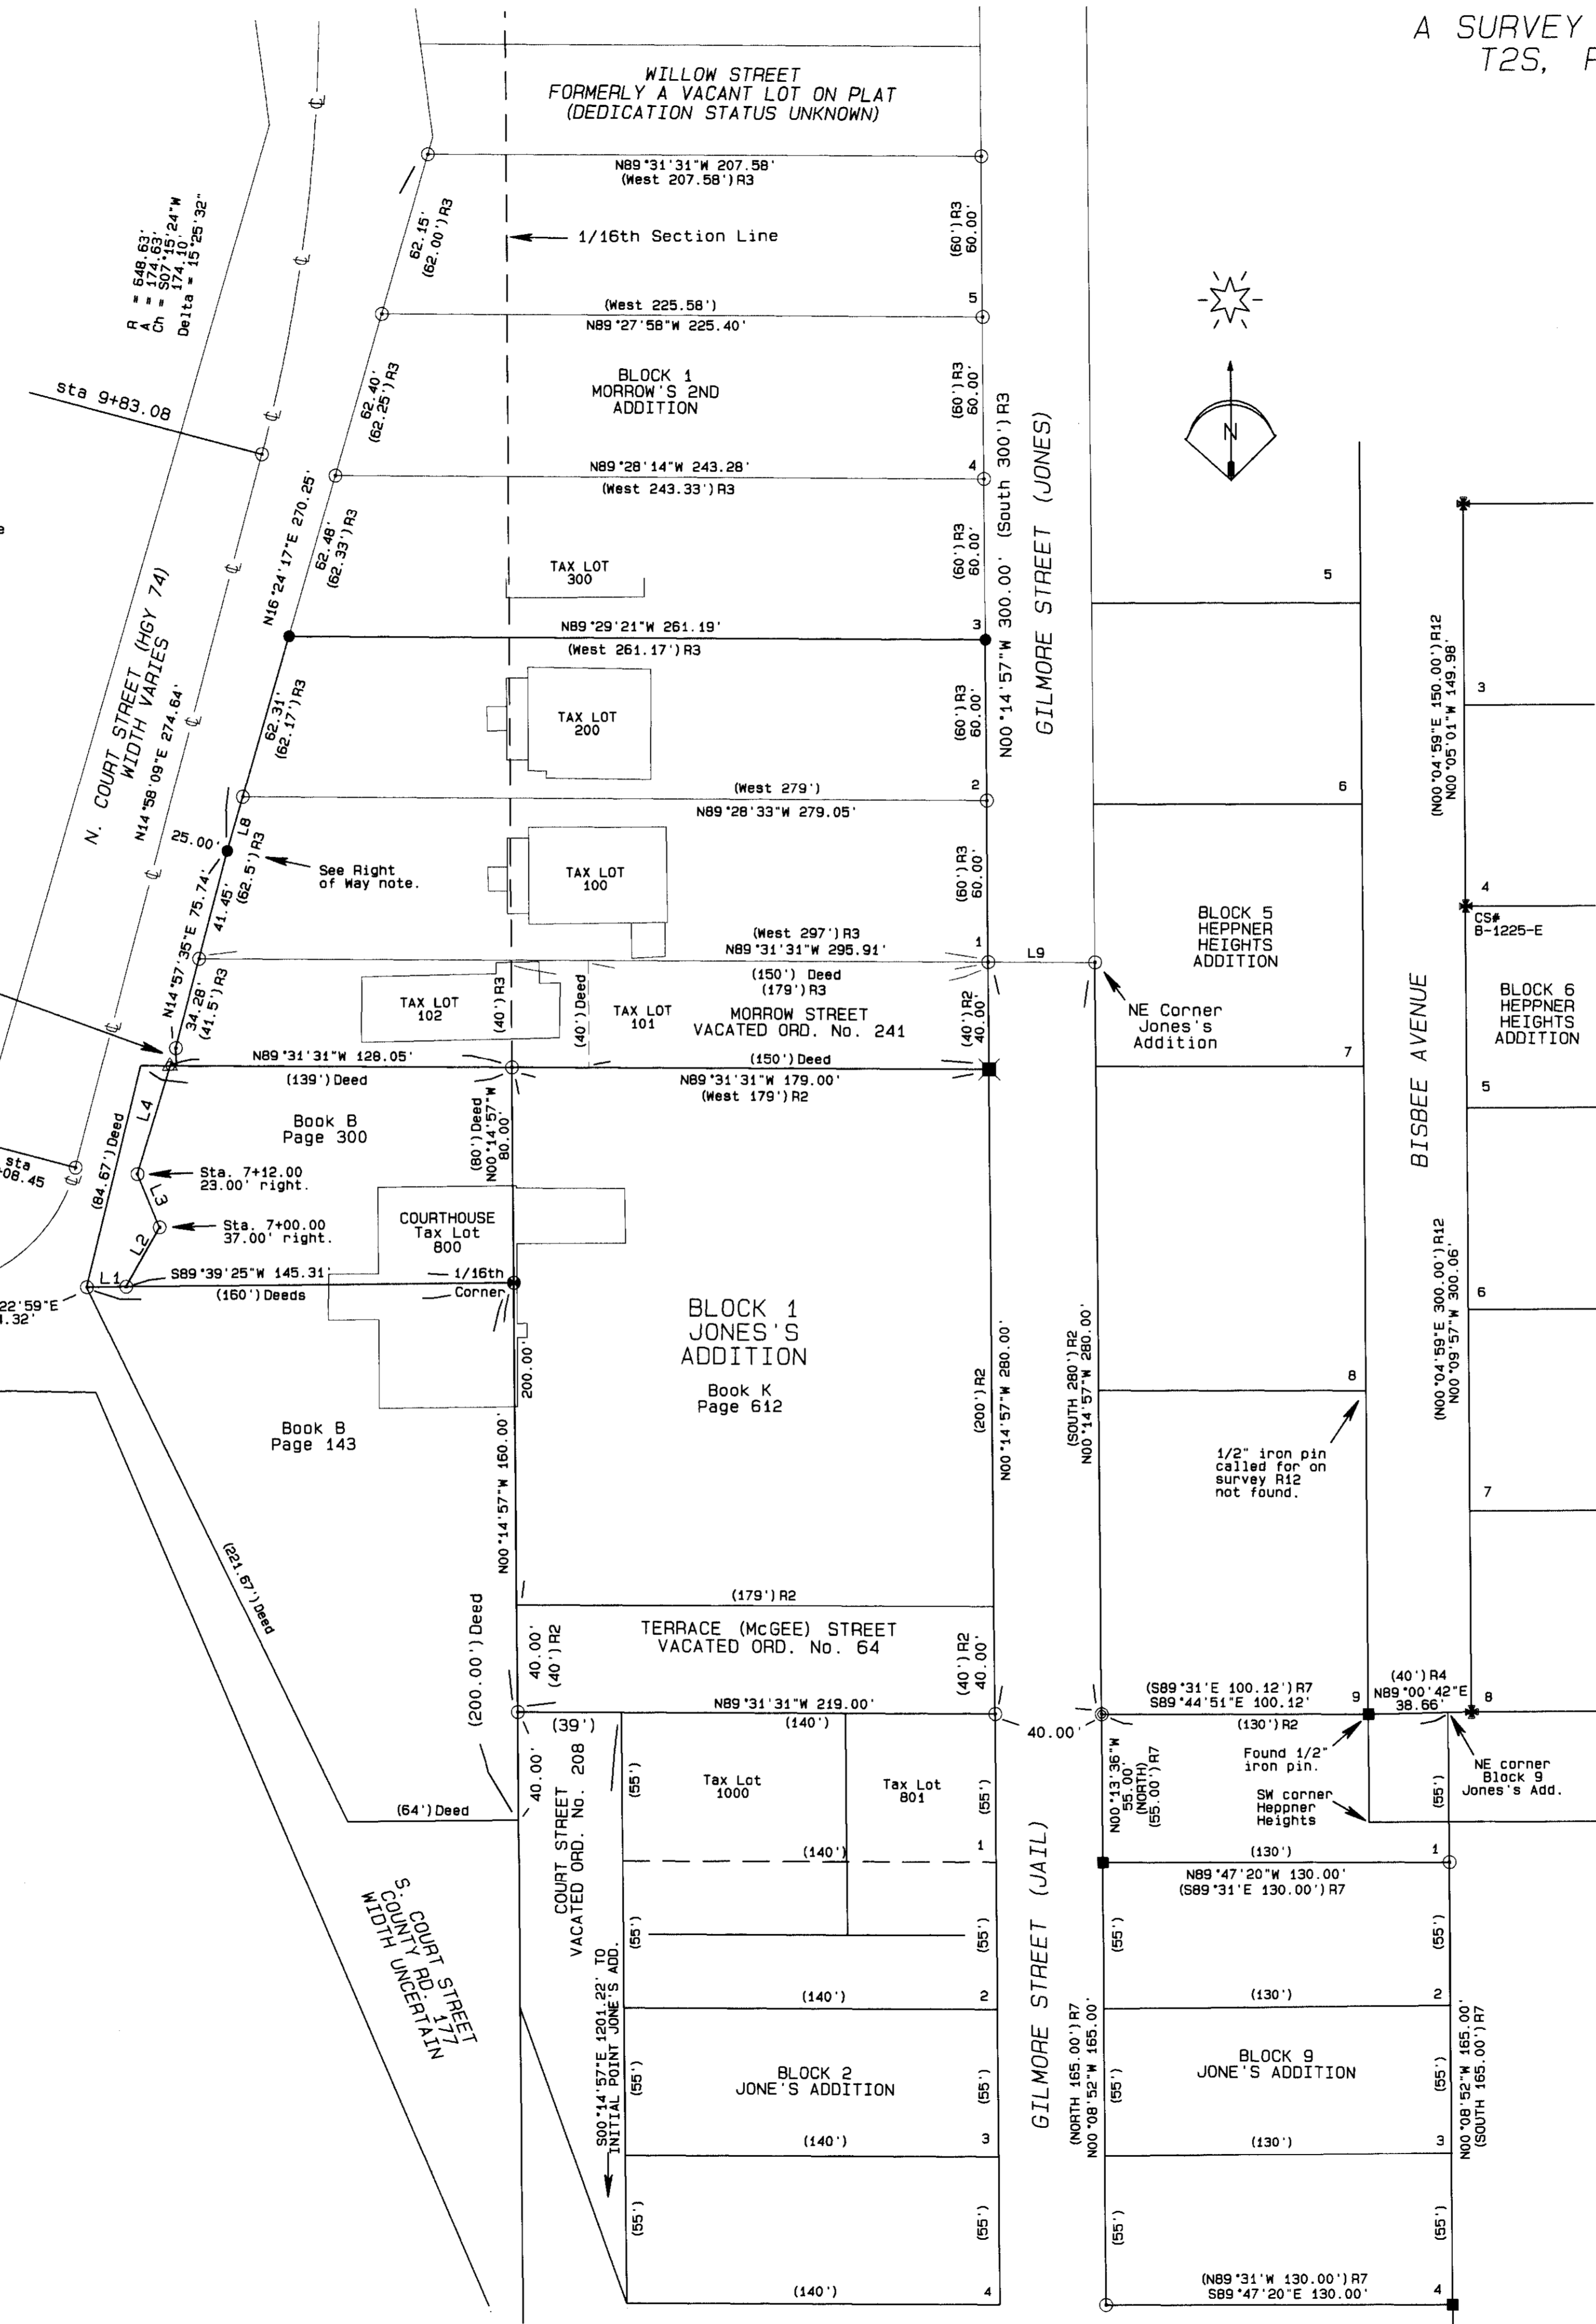 A SURVEY
T2S,
WILLOW STREET
FORMERLY A VACANT LOT ON PLAT
(DEDICATION STATUS UNKNOWN)
N89°31'31"W 207.58'
(West 207.58')R3
R = 648.63'
A = 174.63'
Ch = S07°15'24"W
174.10'
Delta = 15°25'32"
62.15'
(62.00')R3
1/16th Section Line
(60')R3
60.00'
(West 225.58')
N89°27'58"W 225.40'
5
sta 9+83.08
62.40'
(62.25')R3
BLOCK 1
MORROW'S 2ND
ADDITION
(60')R3
60.00'
N89°28'14"W 243.28'
(West 243.33')R3
4
N16°24'17"E 270.25'
62.48'
(62.33')R3
TAX LOT
300
(60')R3
60.00'
N00°14'57"W 300.00' (South 300')R3
GILMORE STREET (JONES)
N
N89°29'21"W 261.19'
(West 261.17')R3
3
N. COURT STREET (HGY 74)
WIDTH VARIES
N14°58'09"E 274.64'
62.31'
(62.17')R3
TAX LOT
200
(60')R3
60.00'
(West 279')
N89°28'33"W 279.05'
2
25.00'
L8
(62.5')R3
See Right
of Way note.
TAX LOT
100
(60')R3
60.00'
N14°57'35"E 75.74'
41.45'
34.28'
(41.5')R3
(West 297')R3
N89°31'31"W 295.91'
1
L9
(150') Deed
(179')R3
TAX LOT
102
(40')R3
(40')Deed
TAX LOT
101
MORROW STREET
VACATED ORD. No. 241
(40')R2
40.00'
NE Corner
Jones's
Addition
N89°31'31"W 128.05'
(139')Deed
(150')Deed
N89°31'31"W 179.00'
(West 179')R2
5
6
BLOCK 5
HEPPNER
HEIGHTS
ADDITION
7
(N00°04'59"E 150.00')R12
N00°05'01"W 149.98'
3
4
CS#
B-1225-E
BISBEE AVENUE
BLOCK 6
HEPPNER
HEIGHTS
ADDITION
5
Book B
Page 300
(80')Deed
N00°14'57"W
80.00'
L4
(84.67')Deed
sta
08.45
Sta. 7+12.00
23.00' right.
L3
Sta. 7+00.00
37.00' right.
L2
L1
22'59"E
.32'
S89°39'25"W 145.31'
(160')Deeds
1/16th
Corner
COURTHOUSE
Tax Lot
800
BLOCK 1
JONES'S
ADDITION
Book K
Page 612
200.00'
(200')R2
N00°14'57"W 280.00'
(SOUTH 280')R2
N00°14'57"W 280.00'
8
1/2" iron pin
called for on
survey R12
not found.
(N00°04'59"E 300.00')R12
N00°09'57"W 300.06'
6
7
Book B
Page 143
N00°14'57"W 160.00'
(221.67')Deed
(179')R2
(200.00')Deed
40.00'
(40')R2
TERRACE (McGEE) STREET
VACATED ORD. No. 64
(40')R2
40.00'
N89°31'31"W 219.00'
(39')
(140')
40.00'
(S89°31'E 100.12')R7
S89°44'51"E 100.12'
(130')R2
9
(40')R4
N89°00'42"E
38.66'
8
Found 1/2"
iron pin.
NE corner
Block 9
Jones's Add.
SW corner
Heppner
Heights
(64')Deed
40.00'
COURT STREET
VACATED ORD. No. 208
(55')
Tax Lot
1000
Tax Lot
801
(55')
N00°13'36"W
55.00'
(NORTH)
(55.00')R7
(55')
(140')
1
(130')
N89°47'20"W 130.00'
(S89°31'E 130.00')R7
1
S. COURT STREET
COUNTY RD. 177
WIDTH UNCERTAIN
S00°14'57"E 1201.22' TO
INITIAL POINT JONE'S ADD.
(55')
(55')
(55')
(55')
(140')
2
(130')
2
GILMORE STREET (JAIL)
(NORTH 165.00')R7
N00°08'52"W 165.00'
(55')
BLOCK 2
JONE'S ADDITION
(55')
(55')
BLOCK 9
JONE'S ADDITION
(55')
N00°08'52"W 165.00'
(SOUTH 165.00')R7
(140')
3
(130')
3
(55')
(55')
(55')
(55')
(140')
4
(N89°31'W 130.00')R7
S89°47'20"E 130.00'
4